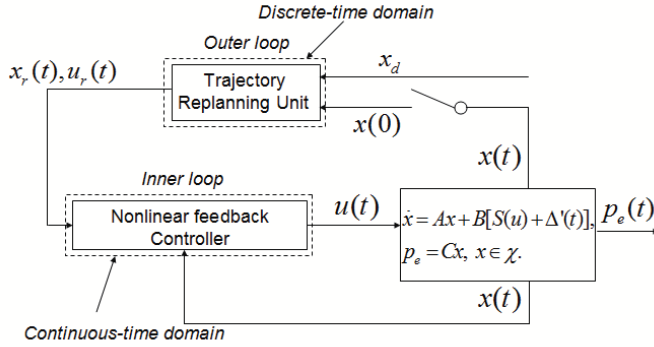 Discrete-time domain
Outer loop
x_r(t), u_r(t)
Trajectory
Replanning Unit
x_d
x(0)
x(t)
Inner loop
Nonlinear feedback
Controller
u(t)
ẋ = Ax + B[S(u) + Δ'(t)],
p_e = Cx, x ∈ χ.
p_e(t)
x(t)
Continuous-time domain